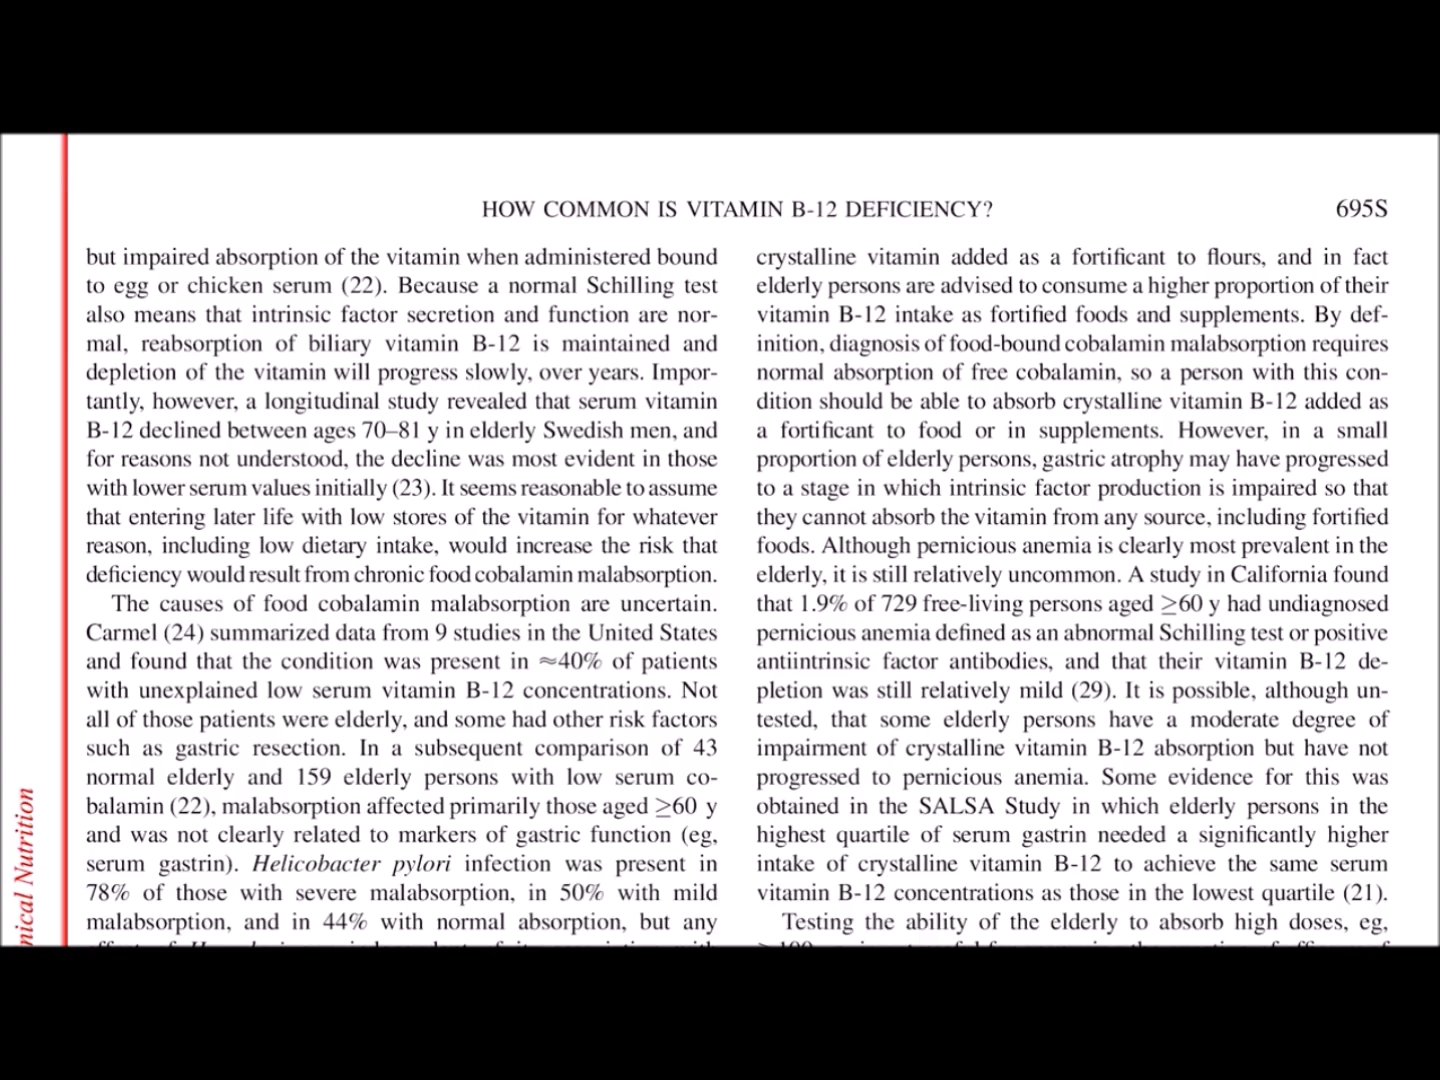 HOW COMMON IS VITAMIN B-12 DEFICIENCY?
695S
but impaired absorption of the vitamin when administered bound
to egg or chicken serum (22). Because a normal Schilling test
also means that intrinsic factor secretion and function are nor-
mal, reabsorption of biliary vitamin B-12 is maintained and
depletion of the vitamin will progress slowly, over years. Impor-
tantly, however, a longitudinal study revealed that serum vitamin
B-12 declined between ages 70–81 y in elderly Swedish men, and
for reasons not understood, the decline was most evident in those
with lower serum values initially (23). It seems reasonable to assume
that entering later life with low stores of the vitamin for whatever
reason, including low dietary intake, would increase the risk that
deficiency would result from chronic food cobalamin malabsorption.
The causes of food cobalamin malabsorption are uncertain.
Carmel (24) summarized data from 9 studies in the United States
and found that the condition was present in ≈40% of patients
with unexplained low serum vitamin B-12 concentrations. Not
all of those patients were elderly, and some had other risk factors
such as gastric resection. In a subsequent comparison of 43
normal elderly and 159 elderly persons with low serum co-
balamin (22), malabsorption affected primarily those aged ≥60 y
and was not clearly related to markers of gastric function (eg,
serum gastrin). Helicobacter pylori infection was present in
78% of those with severe malabsorption, in 50% with mild
malabsorption, and in 44% with normal absorption, but any
crystalline vitamin added as a fortificant to flours, and in fact
elderly persons are advised to consume a higher proportion of their
vitamin B-12 intake as fortified foods and supplements. By def-
inition, diagnosis of food-bound cobalamin malabsorption requires
normal absorption of free cobalamin, so a person with this con-
dition should be able to absorb crystalline vitamin B-12 added as
a fortificant to food or in supplements. However, in a small
proportion of elderly persons, gastric atrophy may have progressed
to a stage in which intrinsic factor production is impaired so that
they cannot absorb the vitamin from any source, including fortified
foods. Although pernicious anemia is clearly most prevalent in the
elderly, it is still relatively uncommon. A study in California found
that 1.9% of 729 free-living persons aged ≥60 y had undiagnosed
pernicious anemia defined as an abnormal Schilling test or positive
antiintrinsic factor antibodies, and that their vitamin B-12 de-
pletion was still relatively mild (29). It is possible, although un-
tested, that some elderly persons have a moderate degree of
impairment of crystalline vitamin B-12 absorption but have not
progressed to pernicious anemia. Some evidence for this was
obtained in the SALSA Study in which elderly persons in the
highest quartile of serum gastrin needed a significantly higher
intake of crystalline vitamin B-12 to achieve the same serum
vitamin B-12 concentrations as those in the lowest quartile (21).
Testing the ability of the elderly to absorb high doses, eg,
nical Nutrition